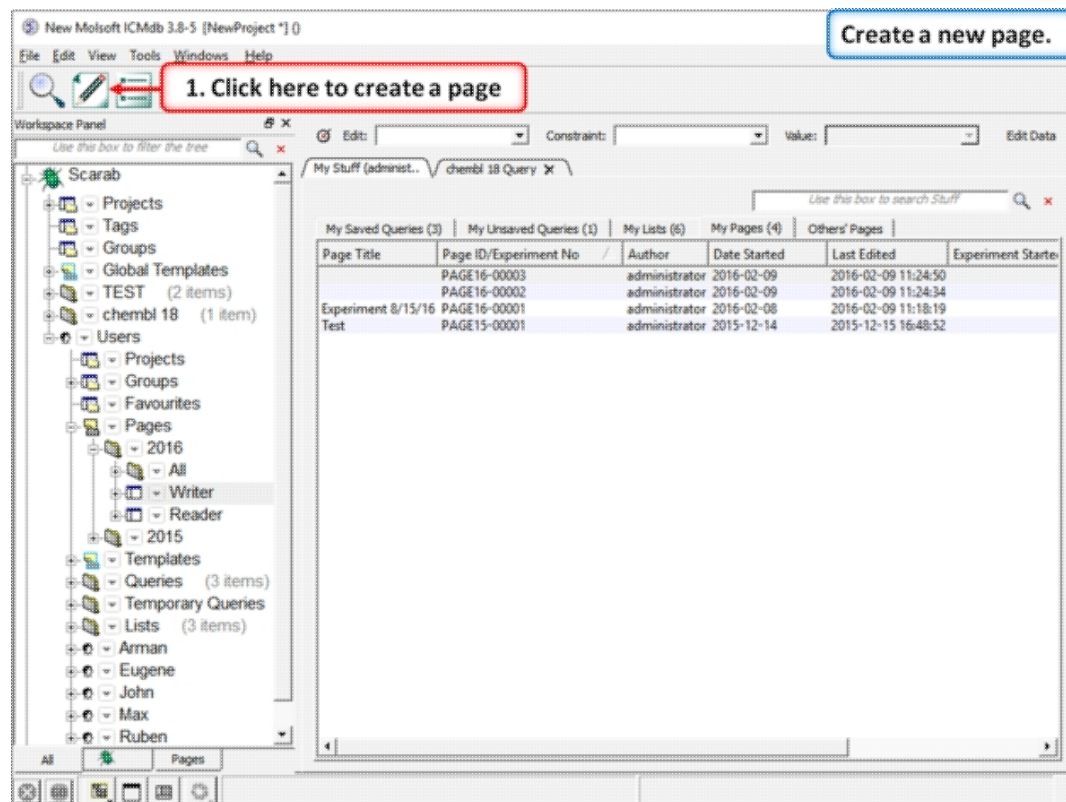 New Molsoft ICMdb 3.8-5 [NewProject *] ()
Create a new page.
File Edit View Tools Windows Help
1. Click here to create a page
Workspace Panel
Edit: Constraint: Value: Edit Data
Use this box to filter the tree
My Stuff (administ.. chembl 18 Query
Scarab
Projects
Tags
Groups
Global Templates
TEST (2 items)
chembl 18 (1 item)
Users
Projects
Groups
Favourites
Pages
2016
All
Writer
Reader
2015
Templates
Queries (3 items)
Temporary Queries
Lists (3 items)
Arman
Eugene
John
Max
Ruben
All Pages
Use this box to search Stuff
My Saved Queries (3) My Unsaved Queries (1) My Lists (6) My Pages (4) Others' Pages
Page Title Page ID/Experiment No Author Date Started Last Edited Experiment Starte
PAGE16-00003 administrator 2016-02-09 2016-02-09 11:24:50
PAGE16-00002 administrator 2016-02-09 2016-02-09 11:24:34
Experiment 8/15/16 PAGE16-00001 administrator 2016-02-08 2016-02-09 11:18:19
Test PAGE15-00001 administrator 2015-12-14 2015-12-15 16:48:52